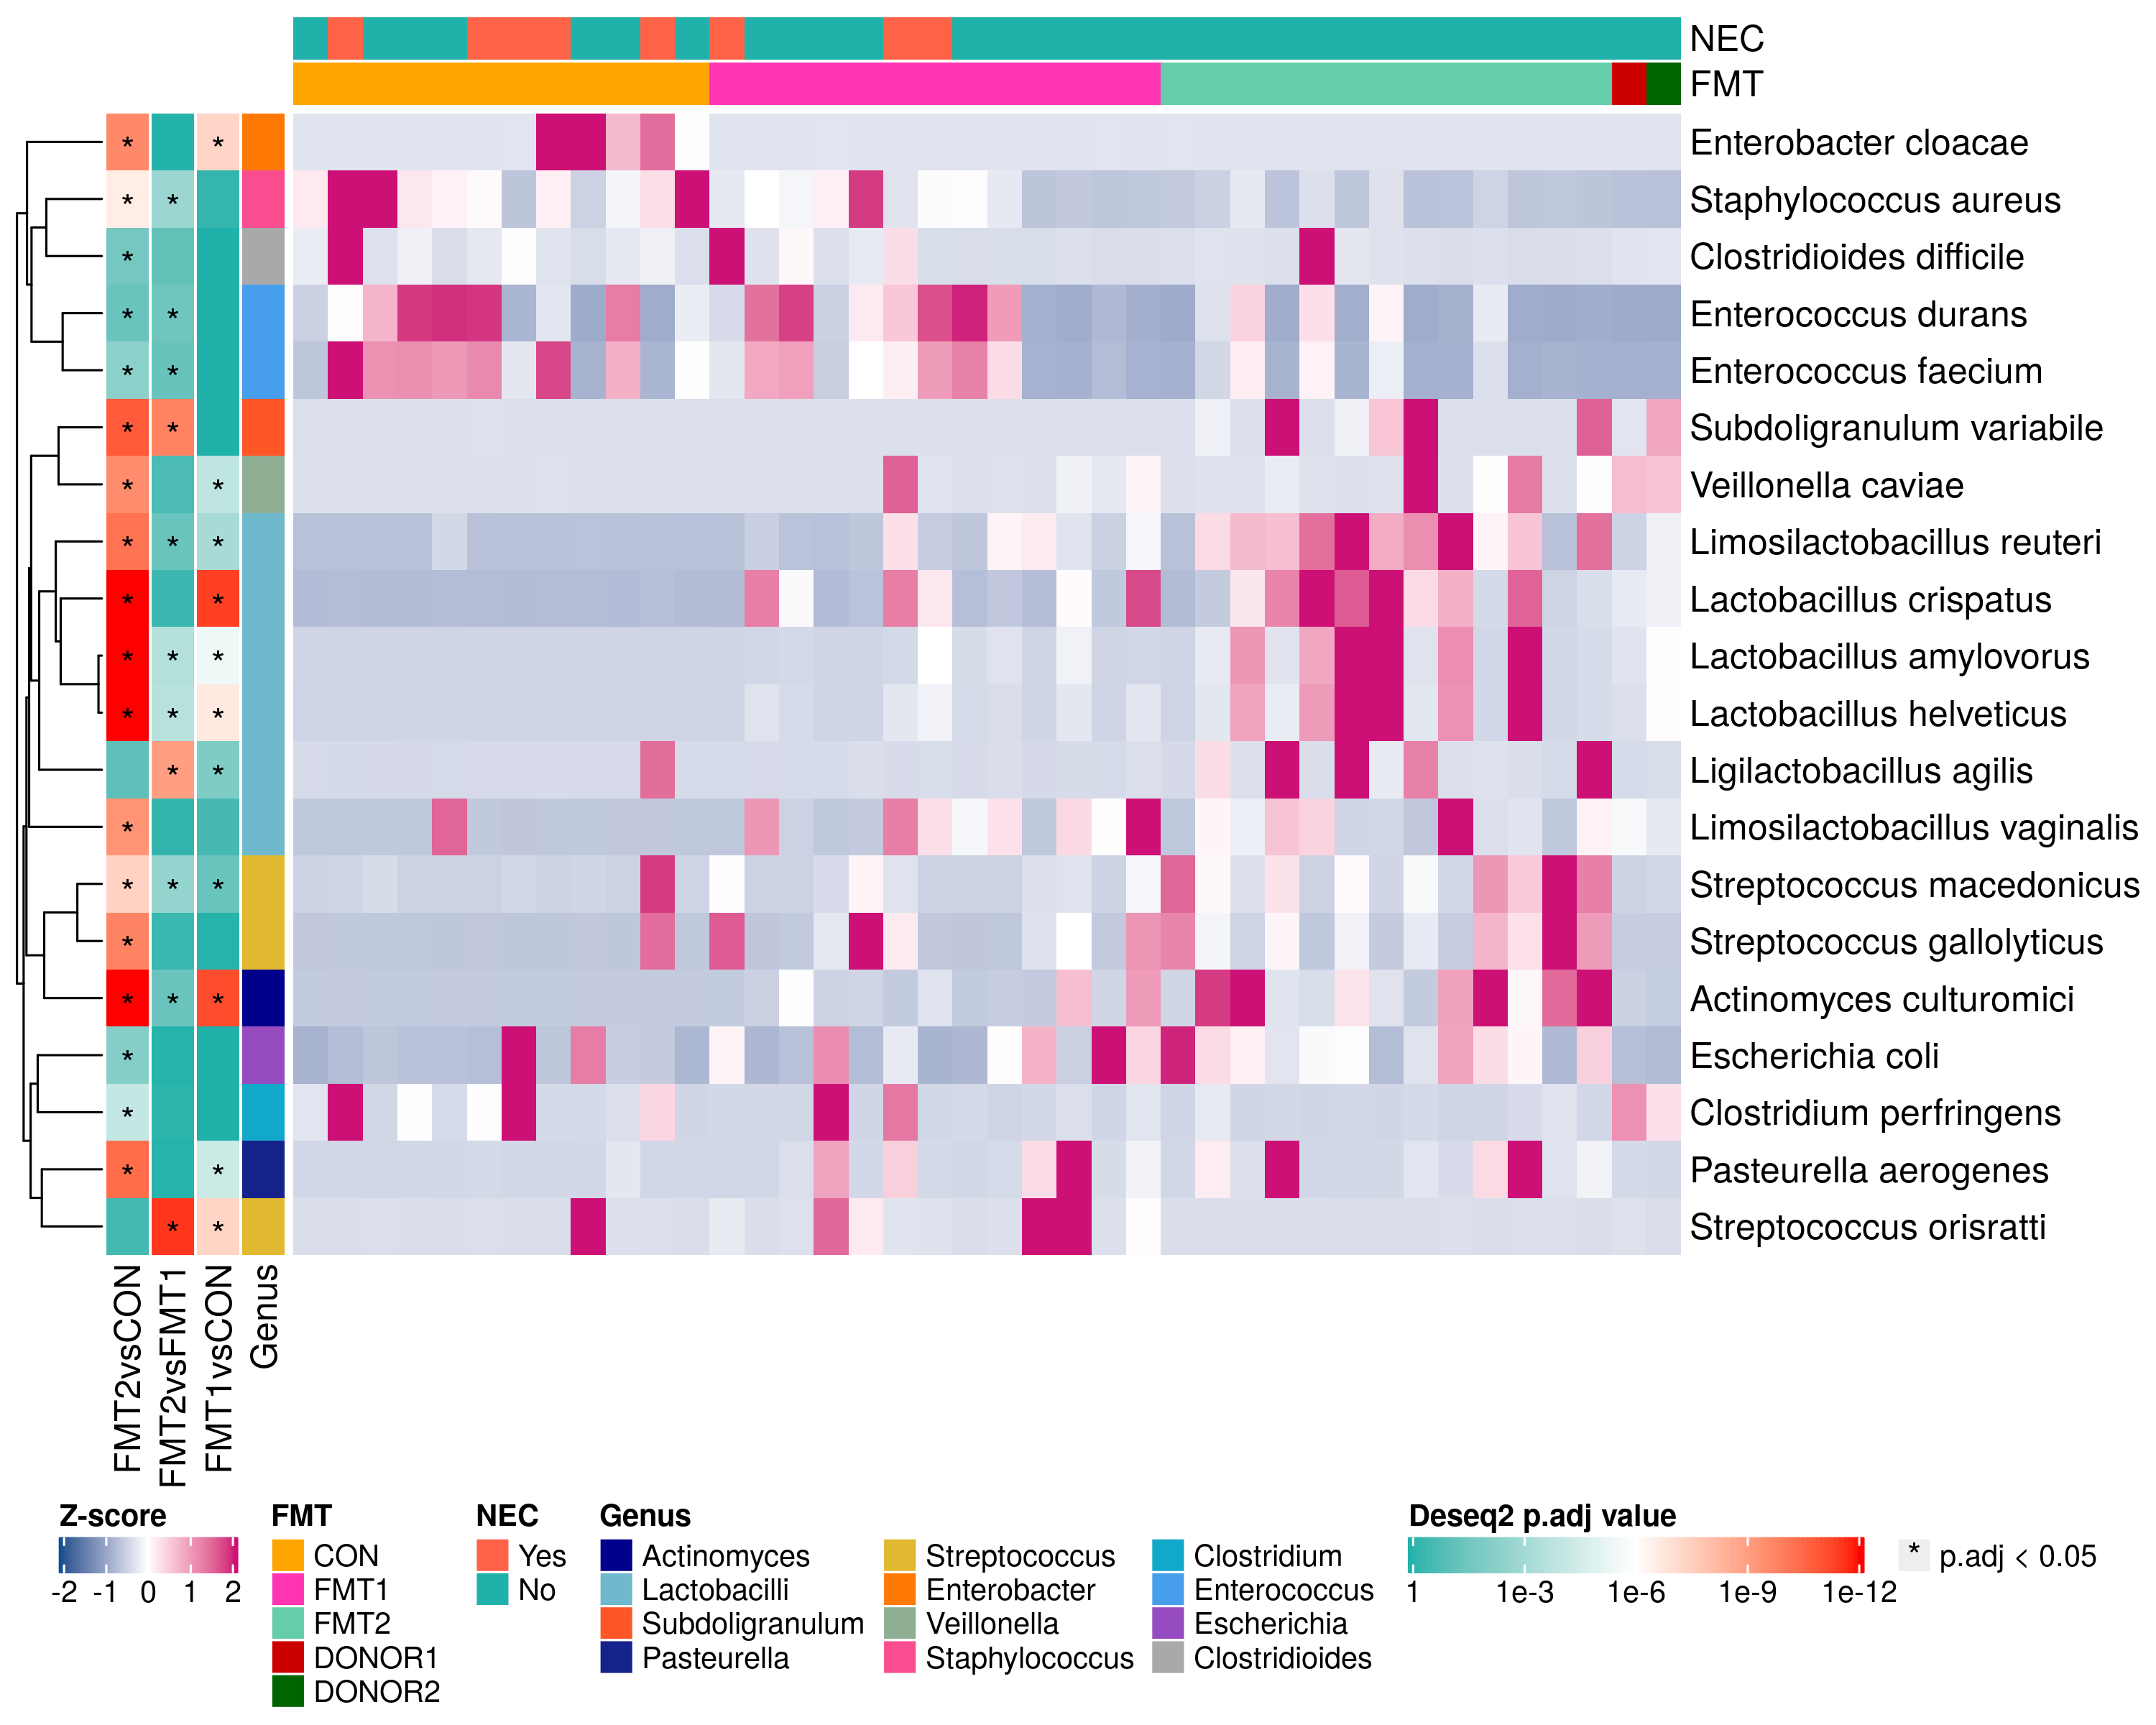 NEC
FMT
* * Enterobacter cloacae
* * Staphylococcus aureus
* Clostridioides difficile
* * Enterococcus durans
* * Enterococcus faecium
* * Subdoligranulum variabile
* * Veillonella caviae
* * * Limosilactobacillus reuteri
* * Lactobacillus crispatus
* * * Lactobacillus amylovorus
* * * Lactobacillus helveticus
* * Ligilactobacillus agilis
* Limosilactobacillus vaginalis
* * * Streptococcus macedonicus
* Streptococcus gallolyticus
* * * Actinomyces culturomici
* Escherichia coli
* Clostridium perfringens
* * Pasteurella aerogenes
* * Streptococcus orisratti
FMT2vsCON
FMT2vsFMT1
FMT1vsCON
Genus
Z-score
-2 -1 0 1 2
FMT
CON
FMT1
FMT2
DONOR1
DONOR2
NEC
Yes
No
Genus
Actinomyces
Lactobacilli
Subdoligranulum
Pasteurella
Streptococcus
Enterobacter
Veillonella
Staphylococcus
Clostridium
Enterococcus
Escherichia
Clostridioides
Deseq2 p.adj value
1 1e-3 1e-6 1e-9 1e-12
* p.adj < 0.05